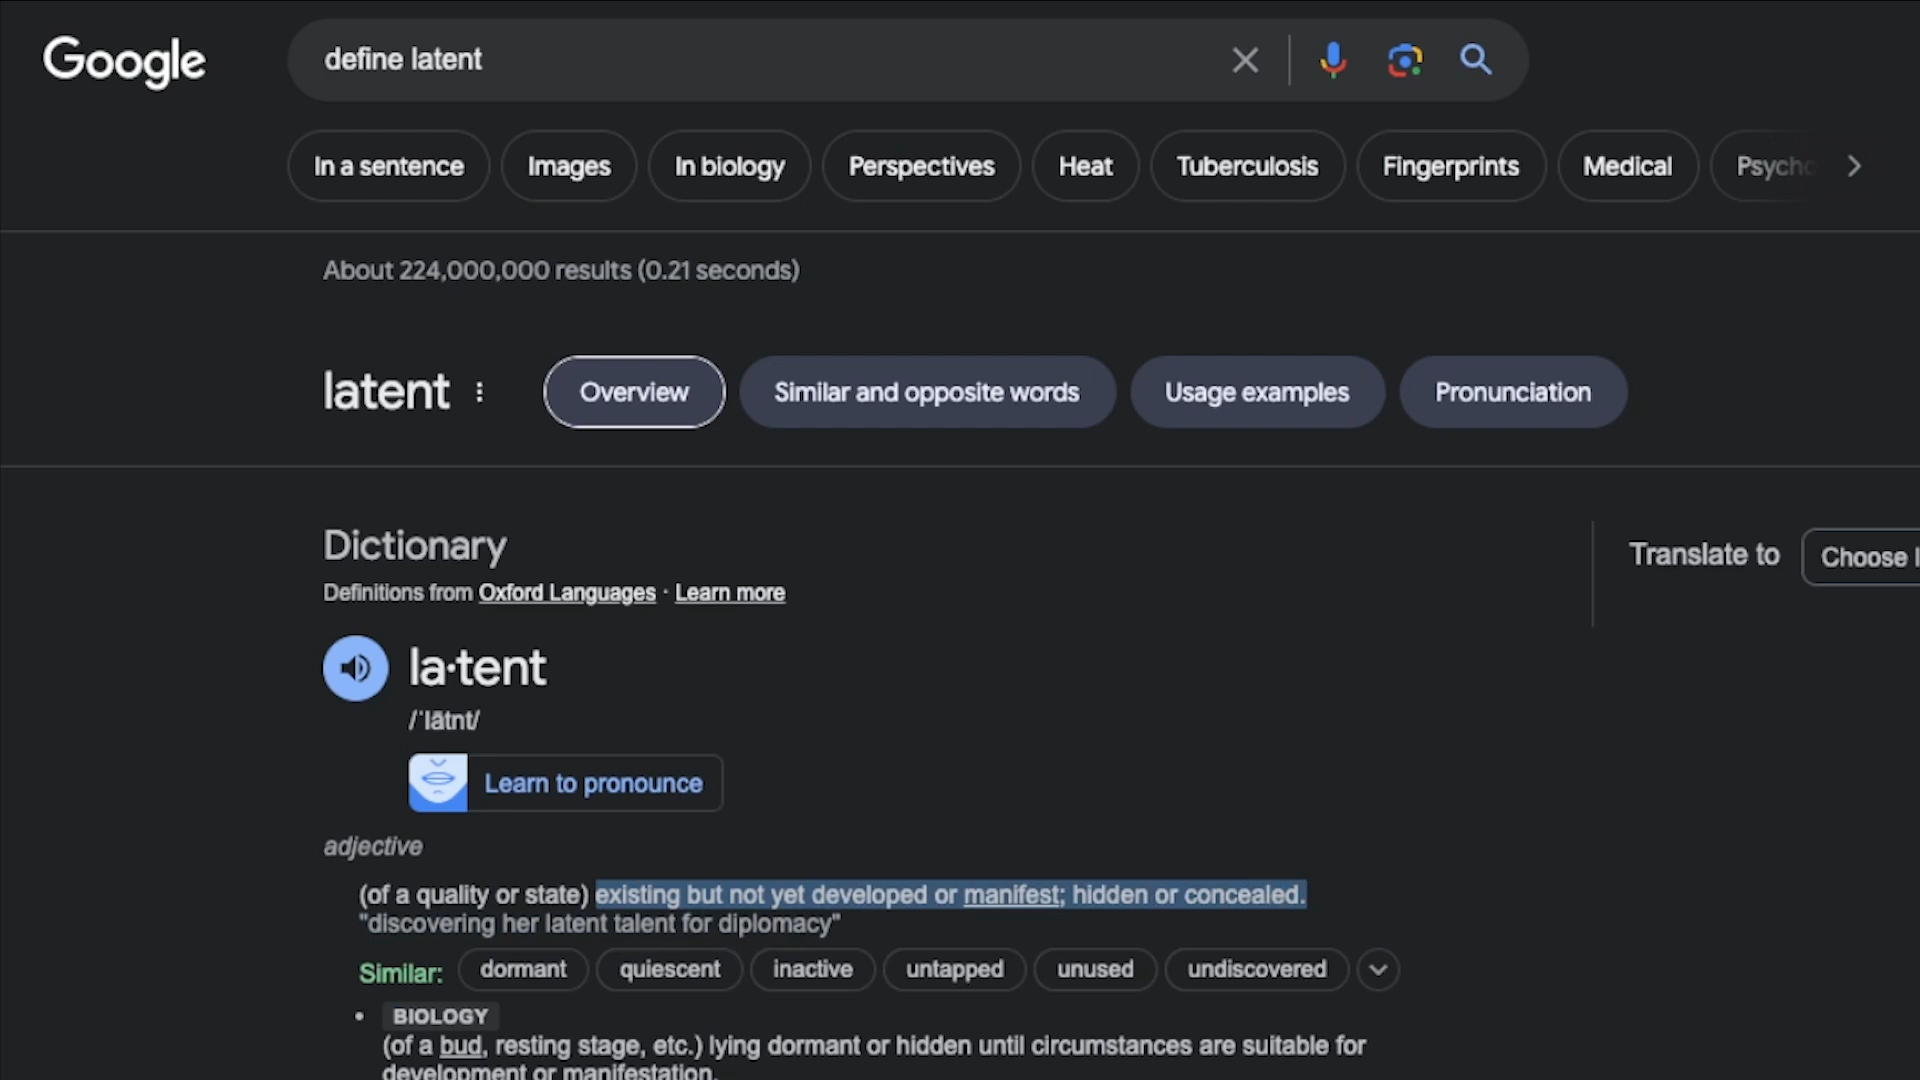 Google
define latent
In a sentence Images In biology Perspectives Heat Tuberculosis Fingerprints Medical
About 224,000,000 results (0.21 seconds)
latent Overview Similar and opposite words Usage examples Pronunciation
Dictionary
Translate to Choose
Definitions from Oxford Languages · Learn more
la·tent
/ˈlātnt/
Learn to pronounce
adjective
(of a quality or state) existing but not yet developed or manifest; hidden or concealed.
"discovering her latent talent for diplomacy"
Similar: dormant quiescent inactive untapped unused undiscovered
• BIOLOGY
(of a bud, resting stage, etc.) lying dormant or hidden until circumstances are suitable for
development or manifestation.